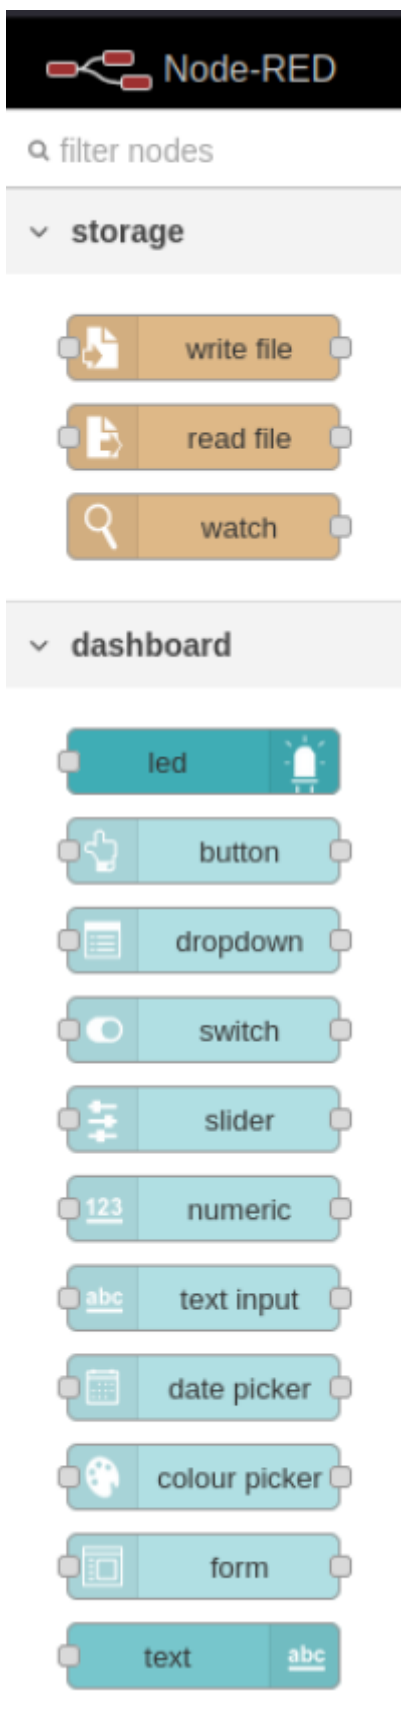 Node-RED
filter nodes
storage
write file
read file
watch
dashboard
led
button
dropdown
switch
slider
123 numeric
abc text input
date picker
colour picker
form
text abc